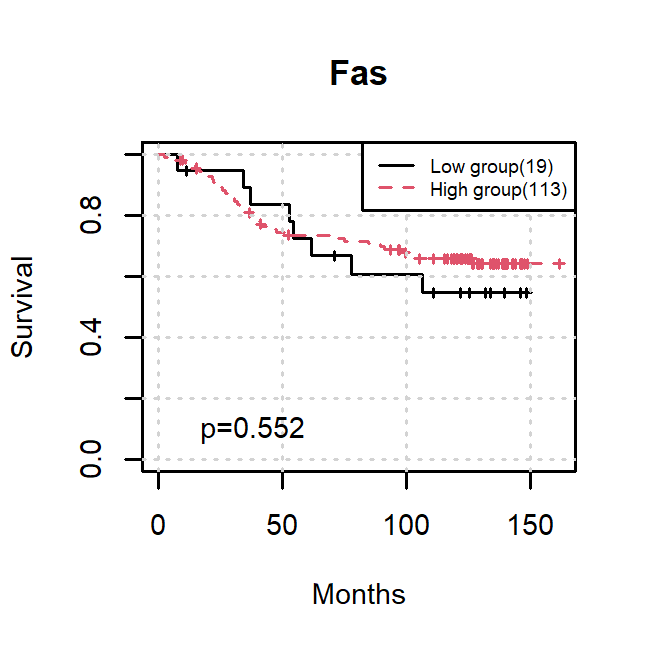 Fas
Low group(19)
High group(113)
Survival
0.8
0.4
0.0
p=0.552
0 50 100 150
Months